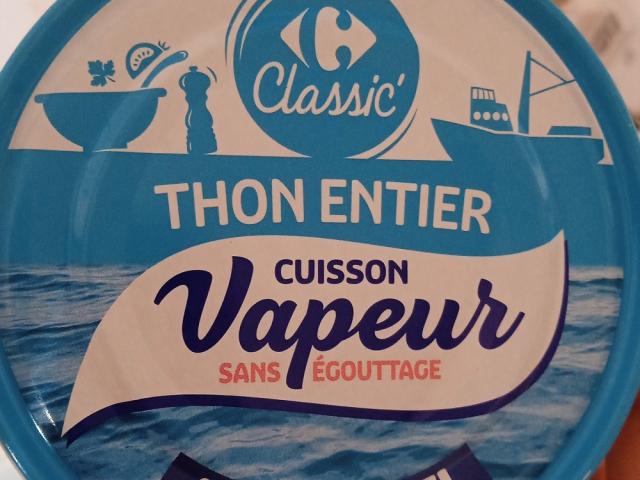 Classic'
THON ENTIER
CUISSON
Vapeur
SANS ÉGOUTTAGE